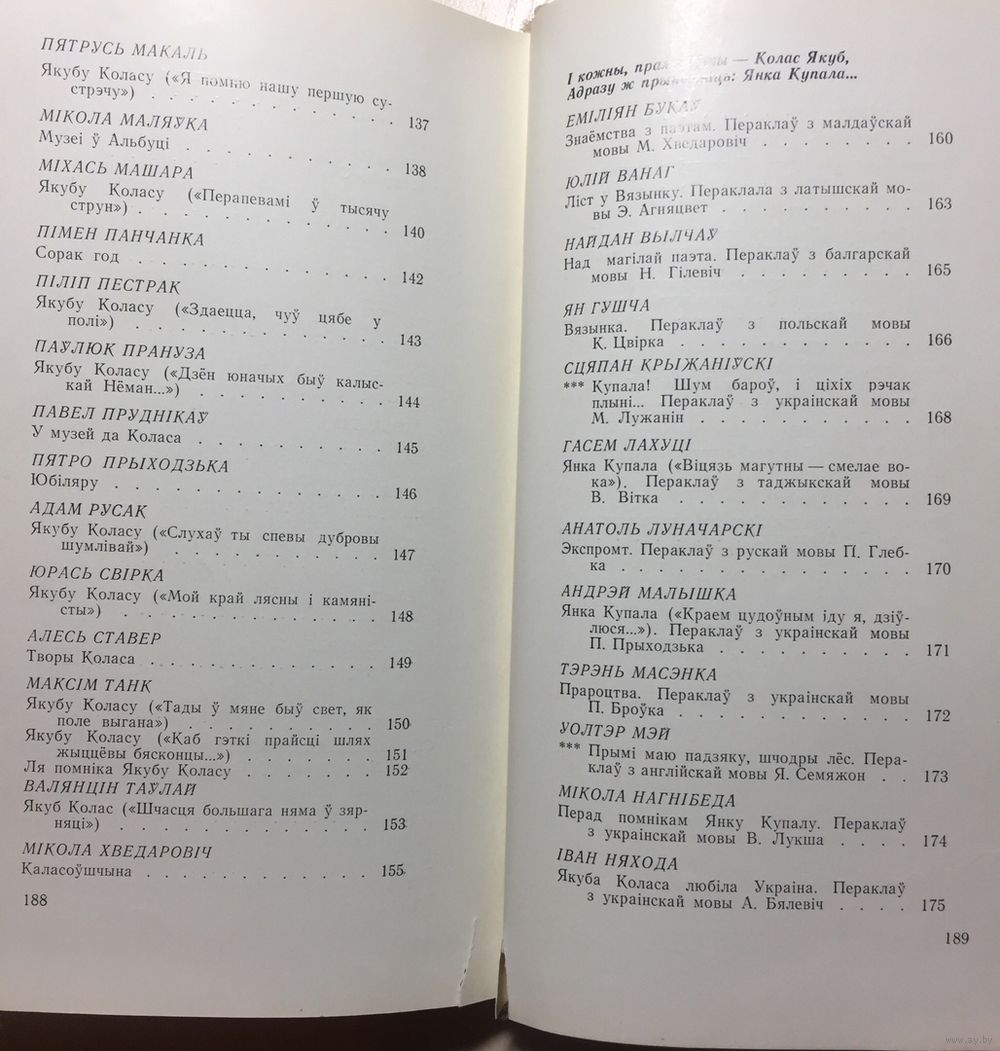 ПЯТРУСЬ МАКАЛЬ
Якубу Коласу («Я помню нашу першую су-
стрэчу») . . . . . . . . . . . 137
МІКОЛА МАЛЯЎКА
Музеі ў Альбуці . . . . . . . . . . 138
МІХАСЬ МАШАРА
Якубу Коласу («Перапевамі ў тысячу
струн») . . . . . . . . . . . 140
ПІМЕН ПАНЧАНКА
Сорак год . . . . . . . . . . . 142
ПІЛІП ПЕСТРАК
Якубу Коласу («Здаецца, чуў цябе у
полі») . . . . . . . . . . . 143
ПАЎЛЮК ПРАНУЗА
Якубу Коласу («Дзён юначых быў калыс-
кай Нёман...») . . . . . . . . . 144
ПАВЕЛ ПРУДНІКАЎ
У музей да Коласа . . . . . . . . . 145
ПЯТРО ПРЫХОДЗЬКА
Юбіляру . . . . . . . . . . . . 146
АДАМ РУСАК
Якубу Коласу («Слухаў ты спевы дубровы
шумлівай») . . . . . . . . . . 147
ЮРАСЬ СВІРКА
Якубу Коласу («Мой край лясны і камяні-
сты») . . . . . . . . . . . . 148
АЛЕСЬ СТАВЕР
Творы Коласа . . . . . . . . . . 149
МАКСІМ ТАНК
Якубу Коласу («Тады ў мяне быў свет, як
поле выгана») . . . . . . . . . 150
Якубу Коласу («Каб гэткі прайсці шлях
жыццёвы бясконцы...») . . . . . . 151
Ля помніка Якубу Коласу . . . . . . 152
ВАЛЯНЦІН ТАЎЛАЙ
Якуб Колас («Шчасця большага няма ў зяр-
няці») . . . . . . . . . . . . 153
МІКОЛА ХВЕДАРОВІЧ
Каласоўшчына . . . . . . . . . . 155
188
І кожны, — Колас Якуб,
Адразу ж Янка Купала...
ЕМІЛІЯН БУКАЎ
Знаёмства з паэтам. Пераклаў з малдаўскай
мовы М. Хведаровіч . . . . . . . 160
ЮЛІЙ ВАНАГ
Ліст у Вязынку. Пераклала з латышскай мо-
вы Э. Агняцвет . . . . . . . . . 163
НАЙДАН ВЫЛЧАЎ
Над магілай паэта. Пераклаў з балгарскай
мовы Н. Гілевіч . . . . . . . . 165
ЯН ГУШЧА
Вязынка. Пераклаў з польскай мовы
К. Цвірка . . . . . . . . . . . 166
СЦЯПАН КРЫЖАНІЎСКІ
*** Купала! Шум бароў, і ціхіх рэчак
плыні... Пераклаў з украінскай мовы
М. Лужанін . . . . . . . . . . 168
ГАСЕМ ЛАХУЦІ
Янка Купала («Віцязь магутны — смелае во-
ка»). Пераклаў з таджыкскай мовы
В. Вітка . . . . . . . . . . . 169
АНАТОЛЬ ЛУНАЧАРСКІ
Экспромт. Пераклаў з рускай мовы П. Глеб-
ка . . . . . . . . . . . . . 170
АНДРЭЙ МАЛЫШКА
Янка Купала («Краем цудоўным іду я, дзіў-
люся...»). Пераклаў з украінскай мовы
П. Прыходзька . . . . . . . . . 171
ТЭРЭНЬ МАСЭНКА
Прароцтва. Пераклаў з украінскай мовы
П. Броўка . . . . . . . . . . . 172
УОЛТЭР МЭЙ
*** Прымі маю падзяку, шчодры лёс. Пера-
клаў з англійскай мовы Я. Семяжон . . 173
МІКОЛА НАГНІБЕДА
Перад помнікам Янку Купалу. Пераклаў
з украінскай мовы В. Лукша . . . . 174
ІВАН НЯХОДА
Якуба Коласа любіла Украіна. Пераклаў
з украінскай мовы А. Бялевіч . . . . 175
189
www.ay.by